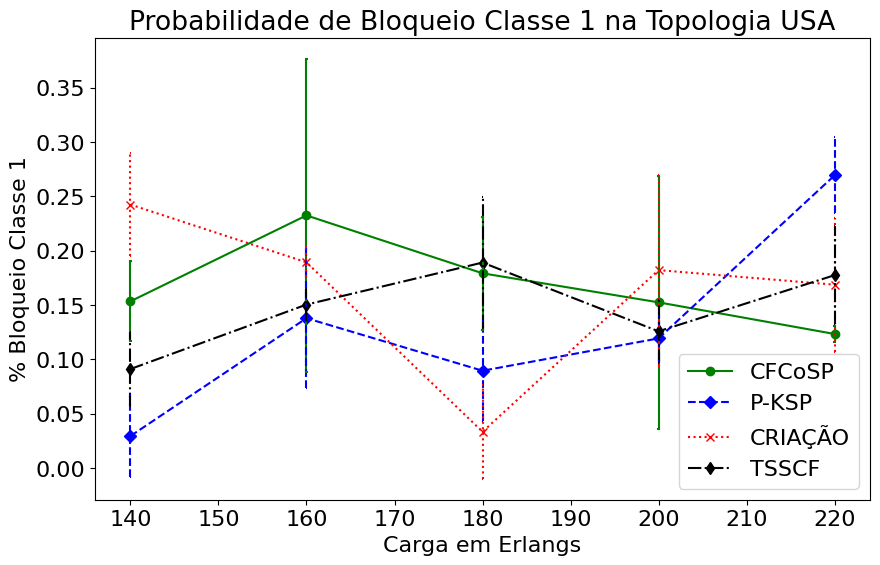 Probabilidade de Bloqueio Classe 1 na Topologia USA
% Bloqueio Classe 1
0.35
0.30
0.25
0.20
0.15
0.10
0.05
0.00
CFCoSP
P-KSP
CRIAÇÃO
TSSCF
140 150 160 170 180 190 200 210 220
Carga em Erlangs